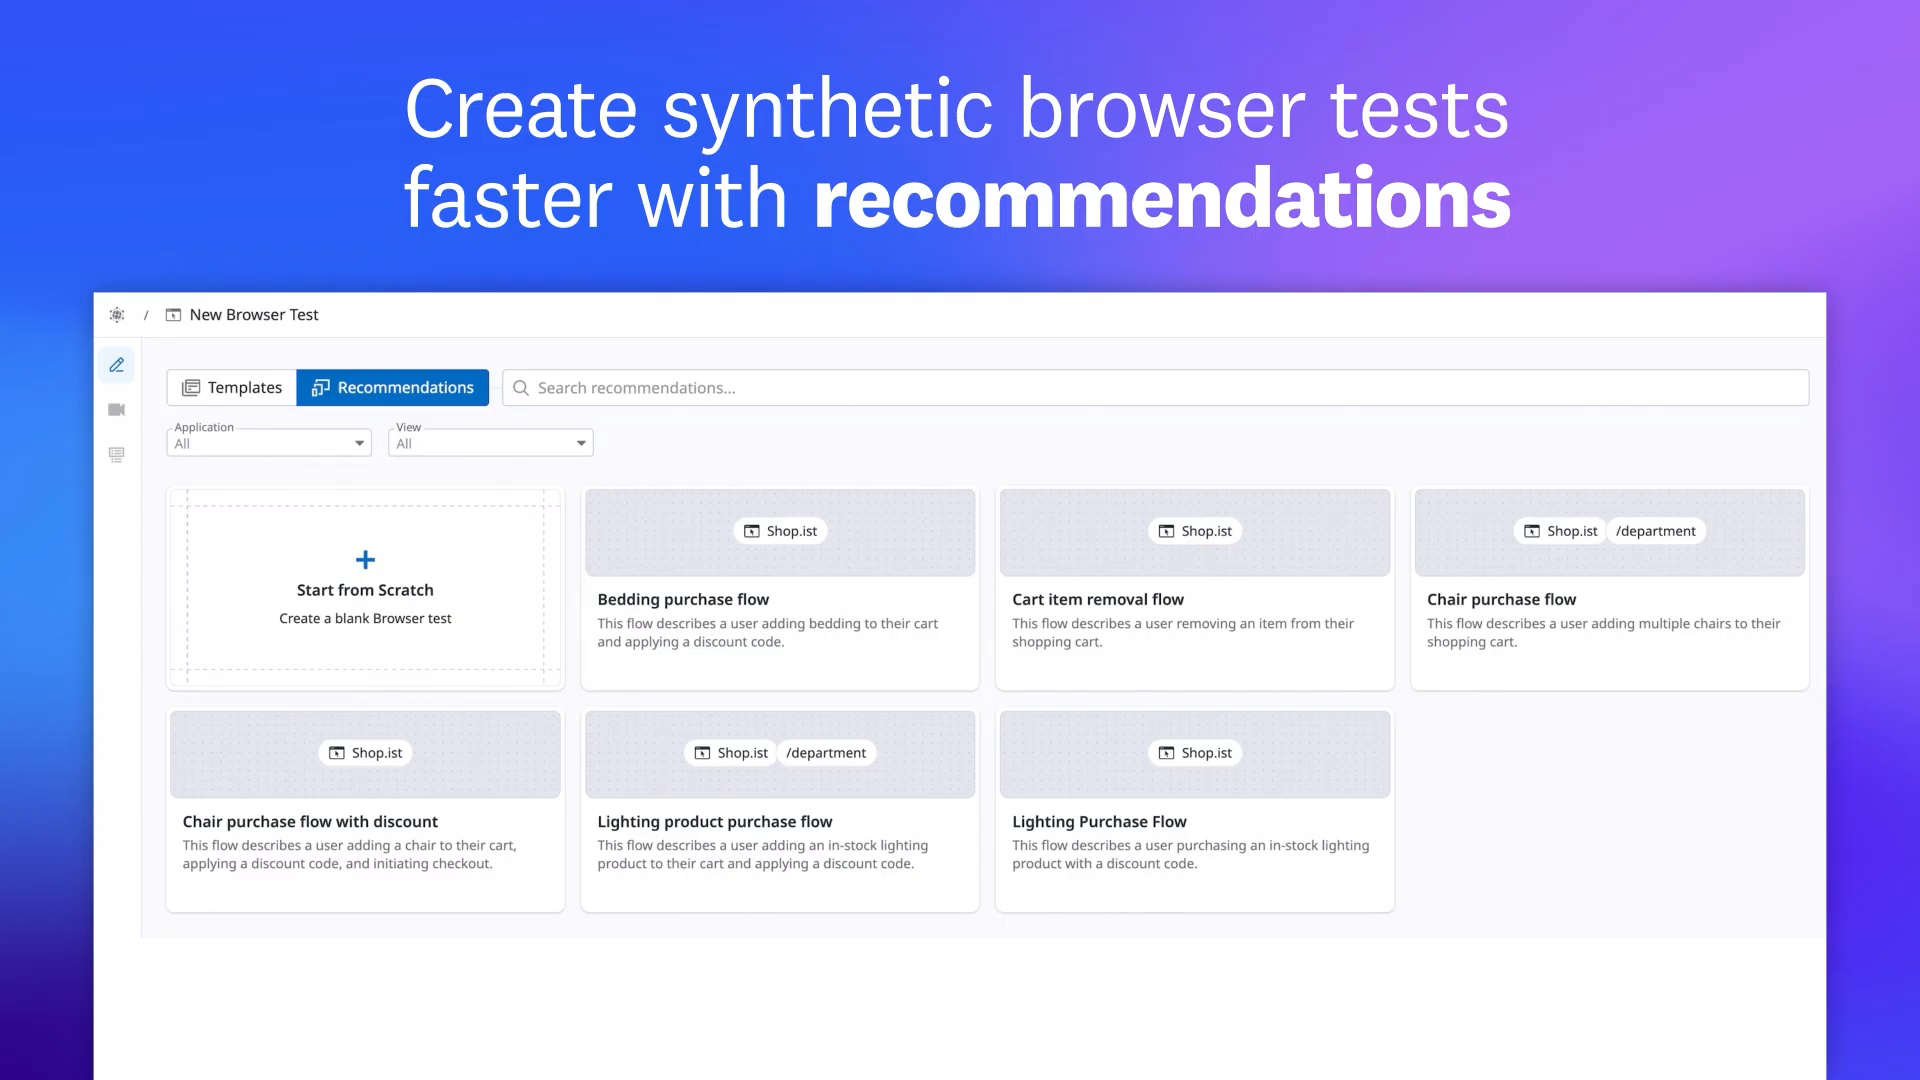 Create synthetic browser tests
faster with recommendations
/ New Browser Test
Templates
Recommendations
Search recommendations...
Application
All
View
All
Start from Scratch
Create a blank Browser test
Shop.ist
Bedding purchase flow
This flow describes a user adding bedding to their cart
and applying a discount code.
Shop.ist
Cart item removal flow
This flow describes a user removing an item from their
shopping cart.
Shop.ist /department
Chair purchase flow
This flow describes a user adding multiple chairs to their
shopping cart.
Shop.ist
Chair purchase flow with discount
This flow describes a user adding a chair to their cart,
applying a discount code, and initiating checkout.
Shop.ist /department
Lighting product purchase flow
This flow describes a user adding an in-stock lighting
product to their cart and applying a discount code.
Shop.ist
Lighting Purchase Flow
This flow describes a user purchasing an in-stock lighting
product with a discount code.